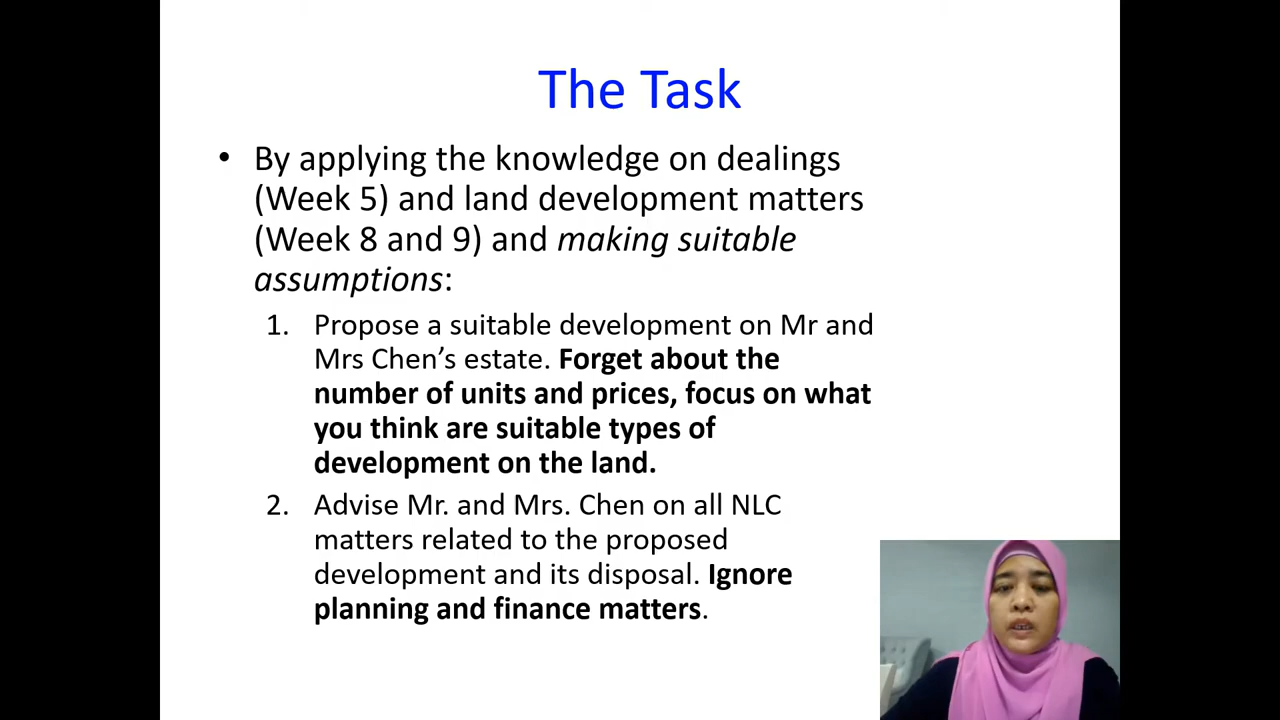 The Task
• By applying the knowledge on dealings
(Week 5) and land development matters
(Week 8 and 9) and making suitable
assumptions:
1. Propose a suitable development on Mr and
Mrs Chen’s estate. Forget about the
number of units and prices, focus on what
you think are suitable types of
development on the land.
2. Advise Mr. and Mrs. Chen on all NLC
matters related to the proposed
development and its disposal. Ignore
planning and finance matters.